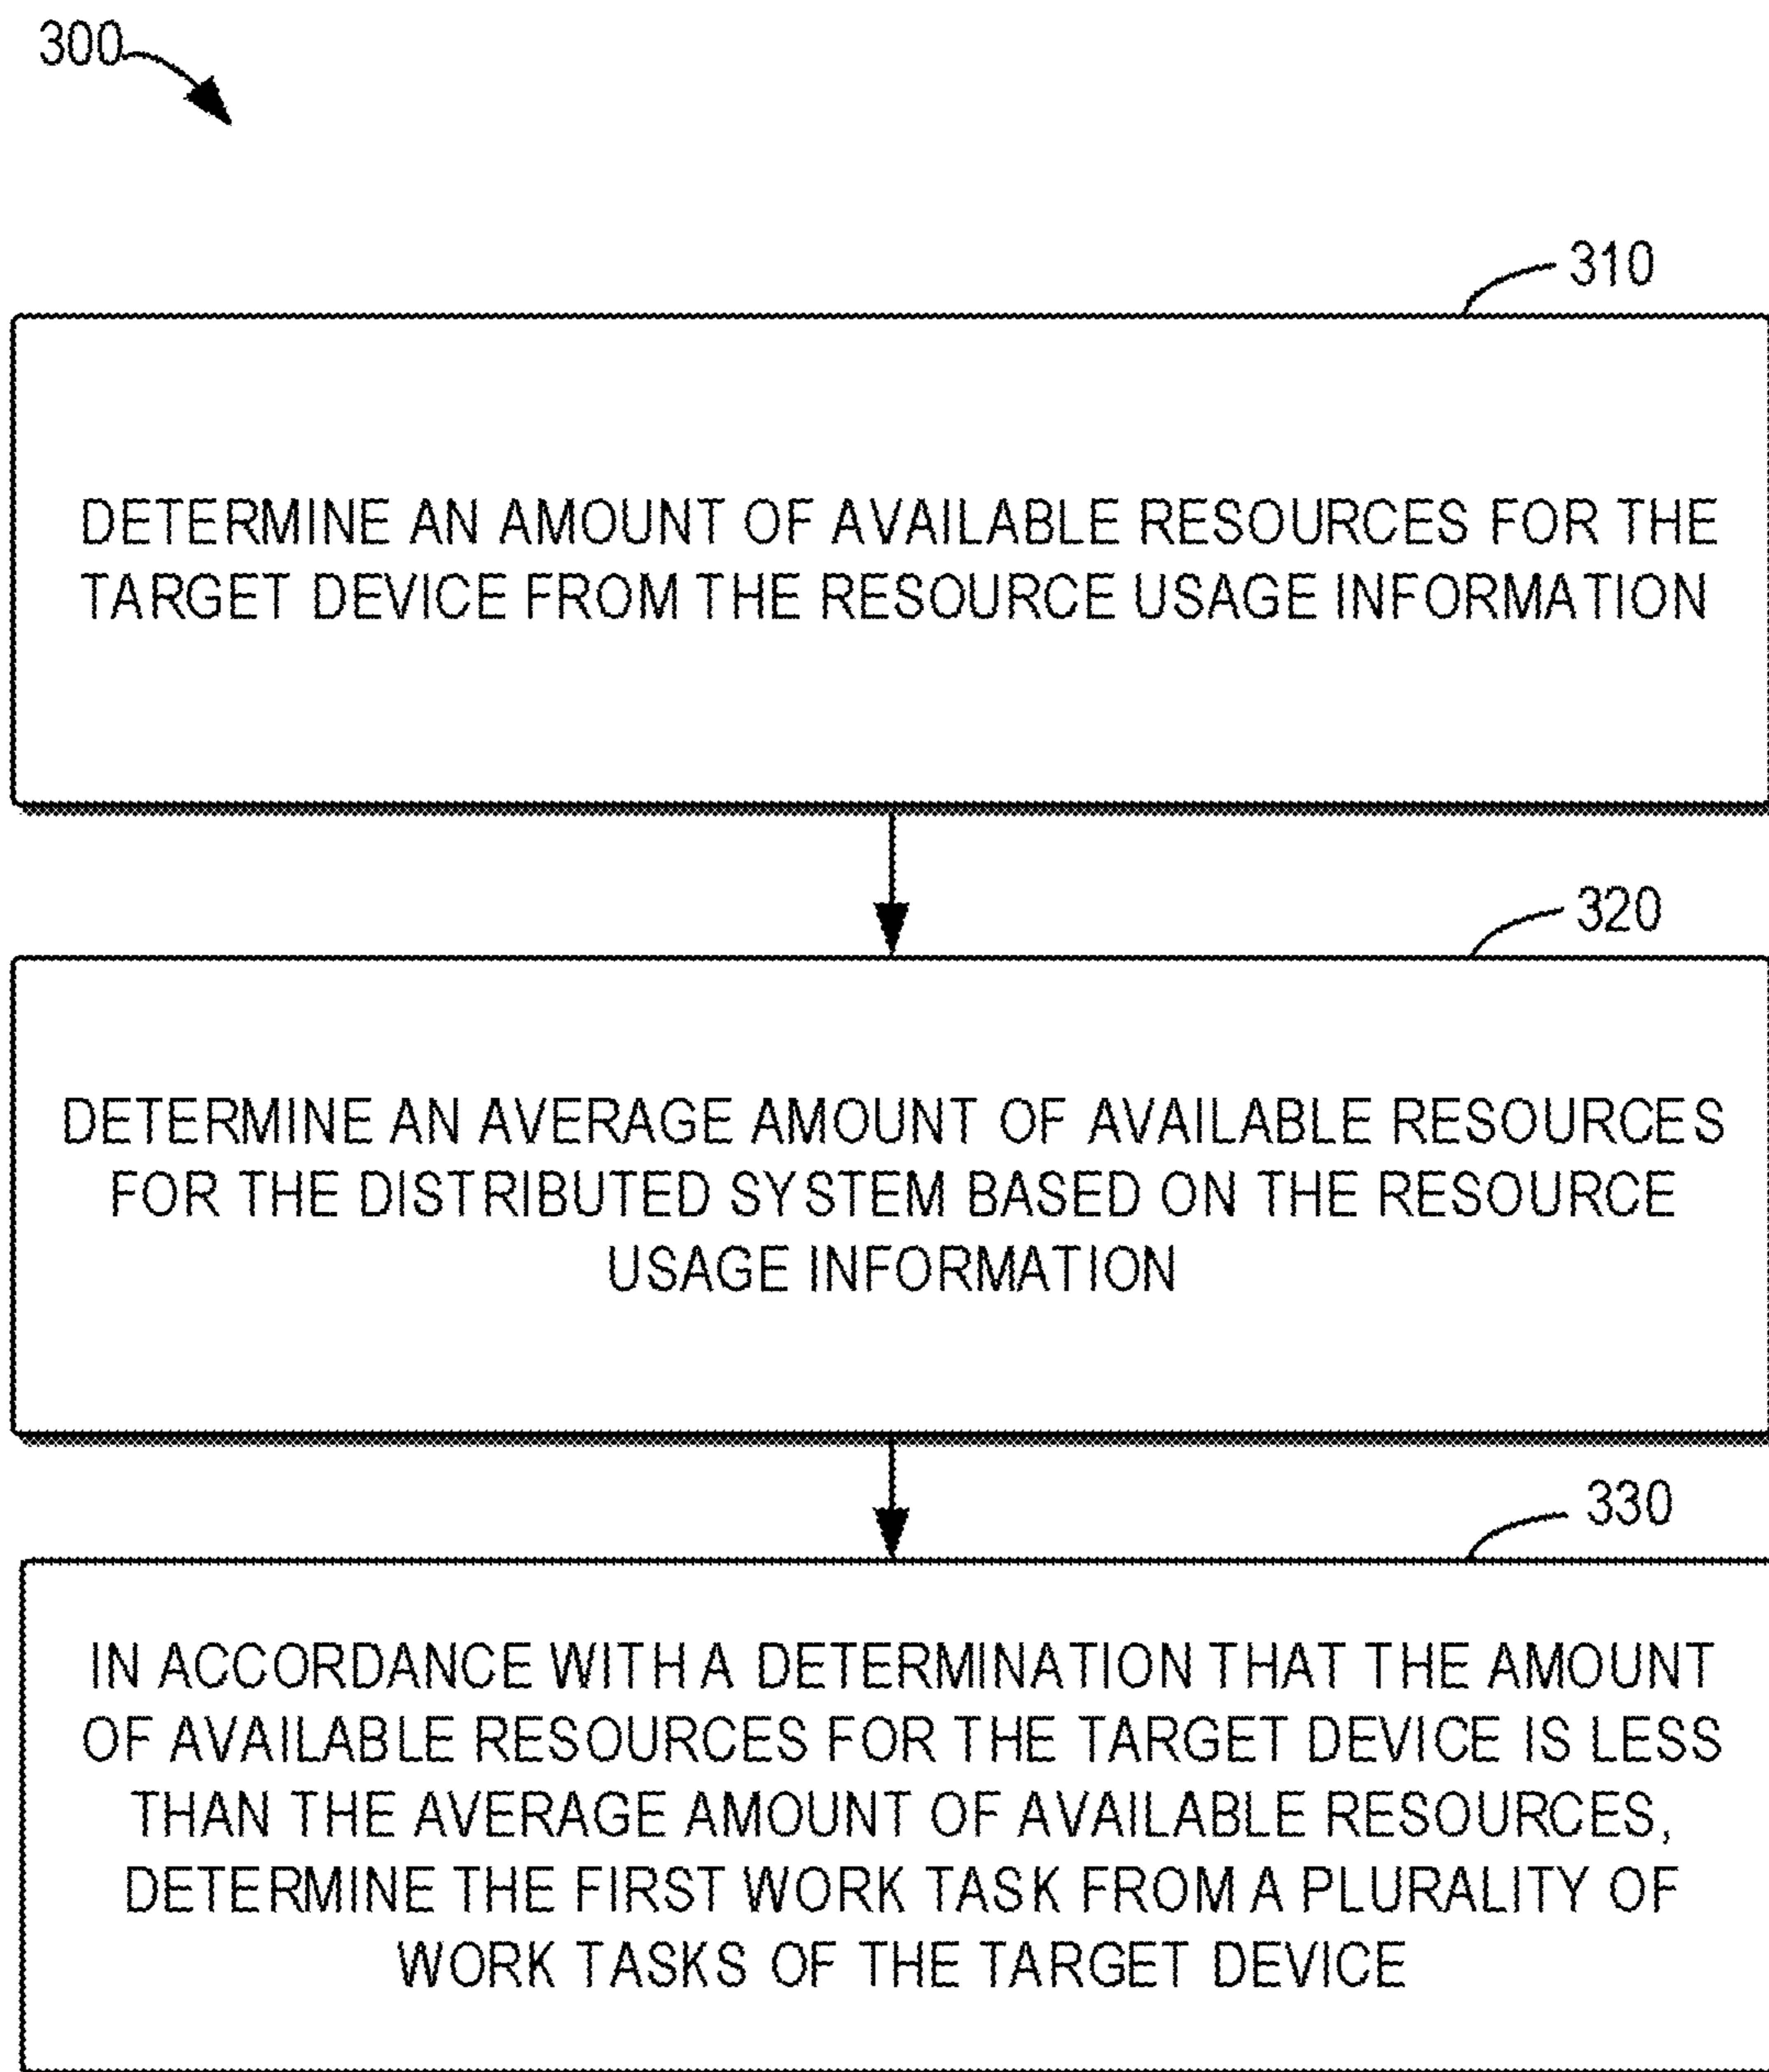 300
310
DETERMINE AN AMOUNT OF AVAILABLE RESOURCES FOR THE
TARGET DEVICE FROM THE RESOURCE USAGE INFORMATION
320
DETERMINE AN AVERAGE AMOUNT OF AVAILABLE RESOURCES
FOR THE DISTRIBUTED SYSTEM BASED ON THE RESOURCE
USAGE INFORMATION
330
IN ACCORDANCE WITH A DETERMINATION THAT THE AMOUNT
OF AVAILABLE RESOURCES FOR THE TARGET DEVICE IS LESS
THAN THE AVERAGE AMOUNT OF AVAILABLE RESOURCES,
DETERMINE THE FIRST WORK TASK FROM A PLURALITY OF
WORK TASKS OF THE TARGET DEVICE